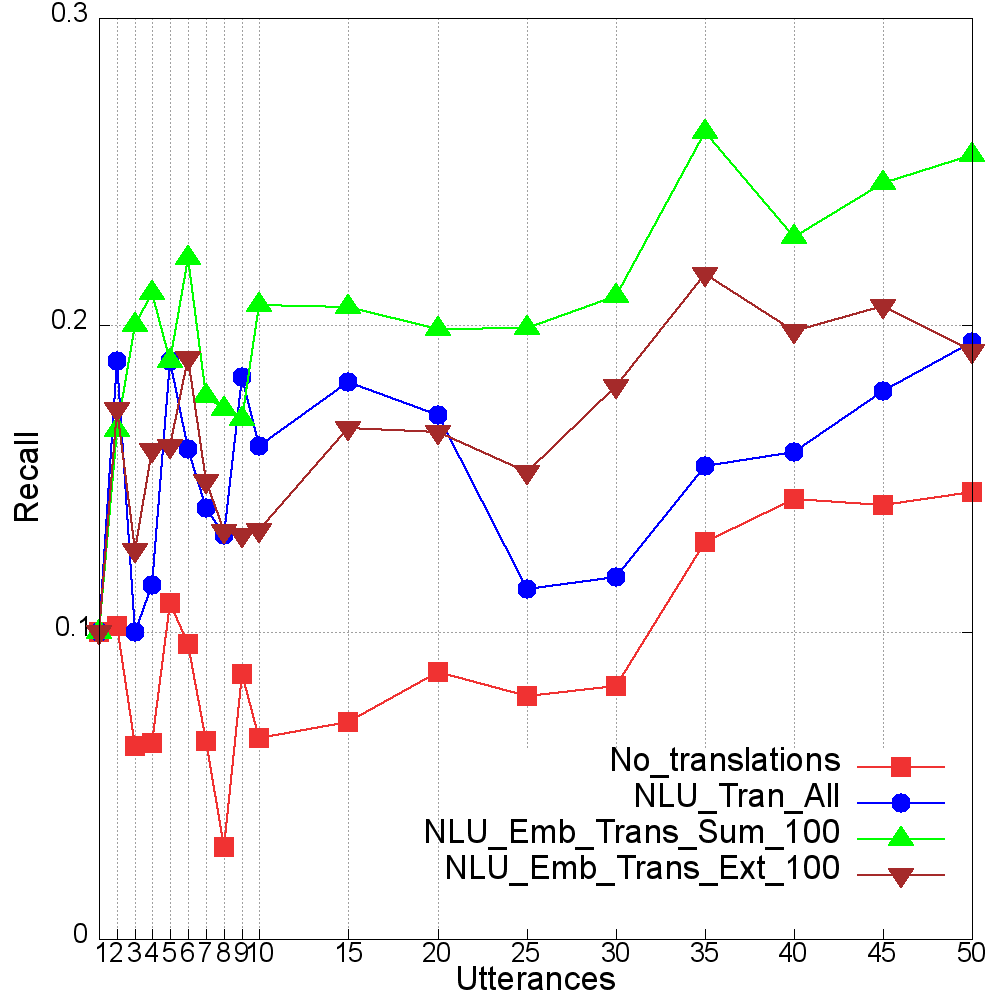 0.3
0.2
0.1
0
Recall
No_translations
NLU_Tran_All
NLU_Emb_Trans_Sum_100
NLU_Emb_Trans_Ext_100
1 2 3 4 5 6 7 8 9 10 15 20 25 30 35 40 45 50
Utterances